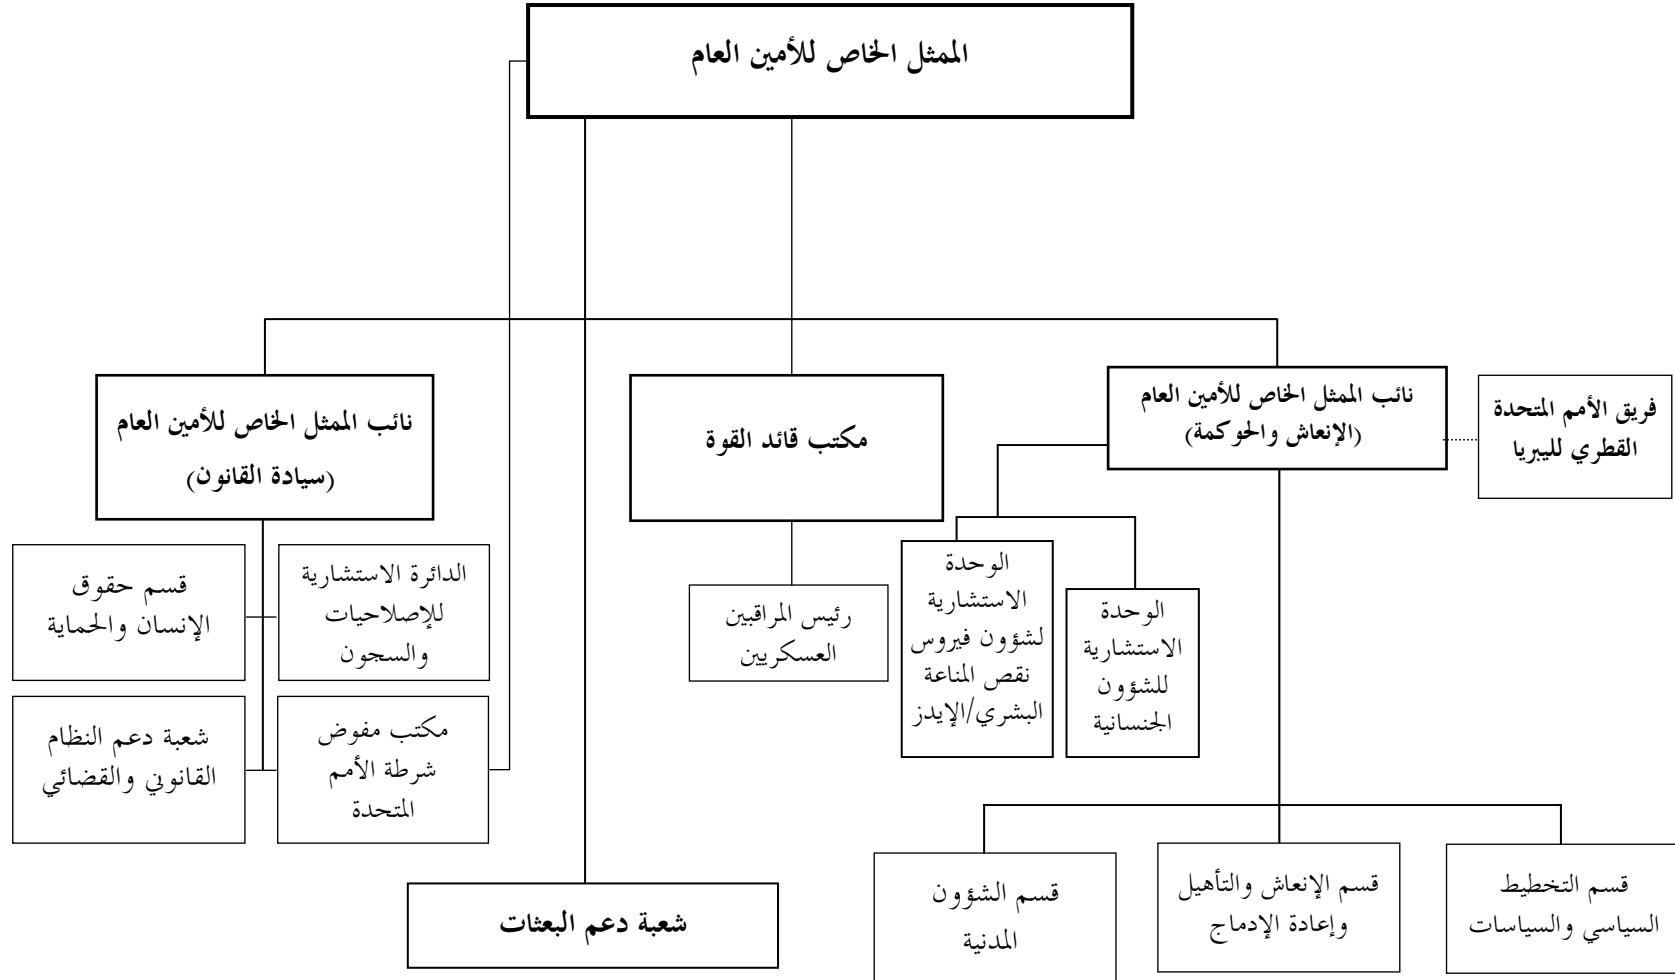 الممثل الخاص للأمين العام
نائب الممثل الخاص للأمين العام
(الإنعاش والحوكمة)
فريق الأمم المتحدة
القطري لليبريا
مكتب قائد القوة
نائب الممثل الخاص للأمين العام
(سيادة القانون)
الوحدة
الاستشارية
للشؤون
الجنسانية
الوحدة
الاستشارية
لشؤون فيروس
نقص المناعة
البشري/الإيدز
رئيس المراقبين
العسكريين
الدائرة الاستشارية
للإصلاحيات
والسجون
قسم حقوق
الإنسان والحماية
مكتب مفوض
شرطة الأمم
المتحدة
شعبة دعم النظام
القانوني والقضائي
قسم التخطيط
السياسي والسياسات
قسم الإنعاش والتأهيل
وإعادة الإدماج
قسم الشؤون
المدنية
شعبة دعم البعثات